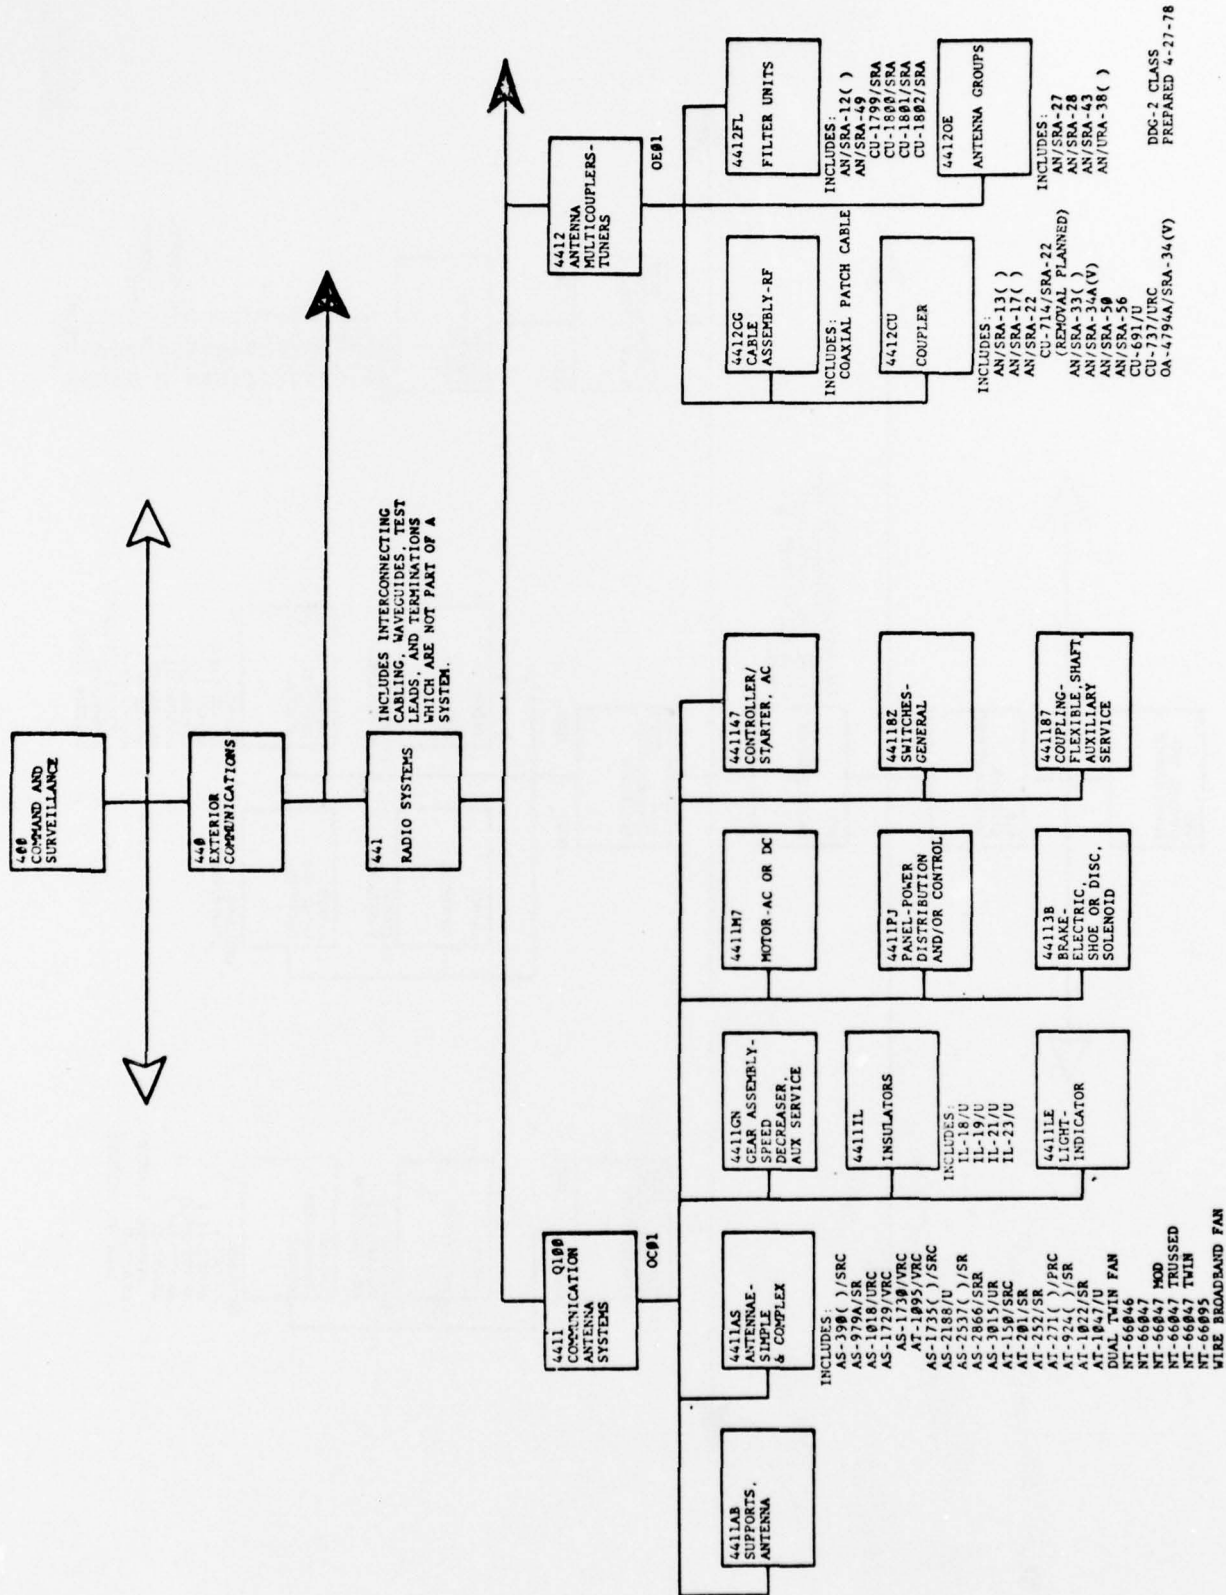 400
COMMAND AND
SURVEILLANCE
440
EXTERIOR
COMMUNICATIONS
441
RADIO SYSTEMS
INCLUDES INTERCONNECTING
CABLING, WAVEGUIDES, TEST
LEADS, AND TERMINATIONS
WHICH ARE NOT PART OF A
SYSTEM.
4411 Q100
COMMUNICATION
ANTENNA
SYSTEMS
OC01
4412
ANTENNA
MULTICOUPLERS-
TUNERS
OE01
4411AB
SUPPORTS,
ANTENNA
4411AS
ANTENNAE-
SIMPLE
& COMPLEX
INCLUDES:
AS-390( )/SRC
AS-979A/SR
AS-1018/URC
AS-1729/VRC
AS-1730/VRC
AT-1095/VRC
AS-1735( )/SRC
AS-2188/U
AS-2537( )/SR
AS-2866/SRR
AS-3015/UR
AT-150/SRC
AT-201/SR
AT-252/SR
AT-271( )/PRC
AT-924( )/SR
AT-1022/SR
AT-1047/U
DUAL TWIN FAN
NT-66046
NT-66047
NT-66047 MOD
NT-66047 TRUSSED
NT-66047 TWIN
NT-66095
WIRE BROADBAND FAN
4411GN
GEAR ASSEMBLY-
SPEED
DECREASER,
AUX SERVICE
4411IL
INSULATORS
INCLUDES:
IL-18/U
IL-19/U
IL-21/U
IL-23/U
4411LE
LIGHT-
INDICATOR
4411M7
MOTOR-AC OR DC
4411PJ
PANEL-POWER
DISTRIBUTION
AND/OR CONTROL
44113B
BRAKE-
ELECTRIC,
SHOE OR DISC,
SOLENOID
441147
CONTROLLER/
STARTER, AC
44118Z
SWITCHES-
GENERAL
441187
COUPLING-
FLEXIBLE, SHAFT,
AUXILIARY
SERVICE
4412CG
CABLE
ASSEMBLY-RF
INCLUDES:
COAXIAL PATCH CABLE
4412CU
COUPLER
INCLUDES:
AN/SRA-13( )
AN/SRA-17( )
AN/SRA-22
CU-714/SRA-22
(REMOVAL PLANNED)
AN/SRA-33( )
AN/SRA-34A(V)
AN/SRA-50
AN/SRA-56
CU-691/U
CU-737/URC
OA-4794A/SRA-34(V)
4412FL
FILTER UNITS
INCLUDES:
AN/SRA-12( )
AN/SRA-49
CU-1799/SRA
CU-1800/SRA
CU-1801/SRA
CU-1802/SRA
4412OE
ANTENNA GROUPS
INCLUDES:
AN/SRA-27
AN/SRA-28
AN/SRA-43
AN/URA-38( )
DDG-2 CLASS
PREPARED 4-27-78